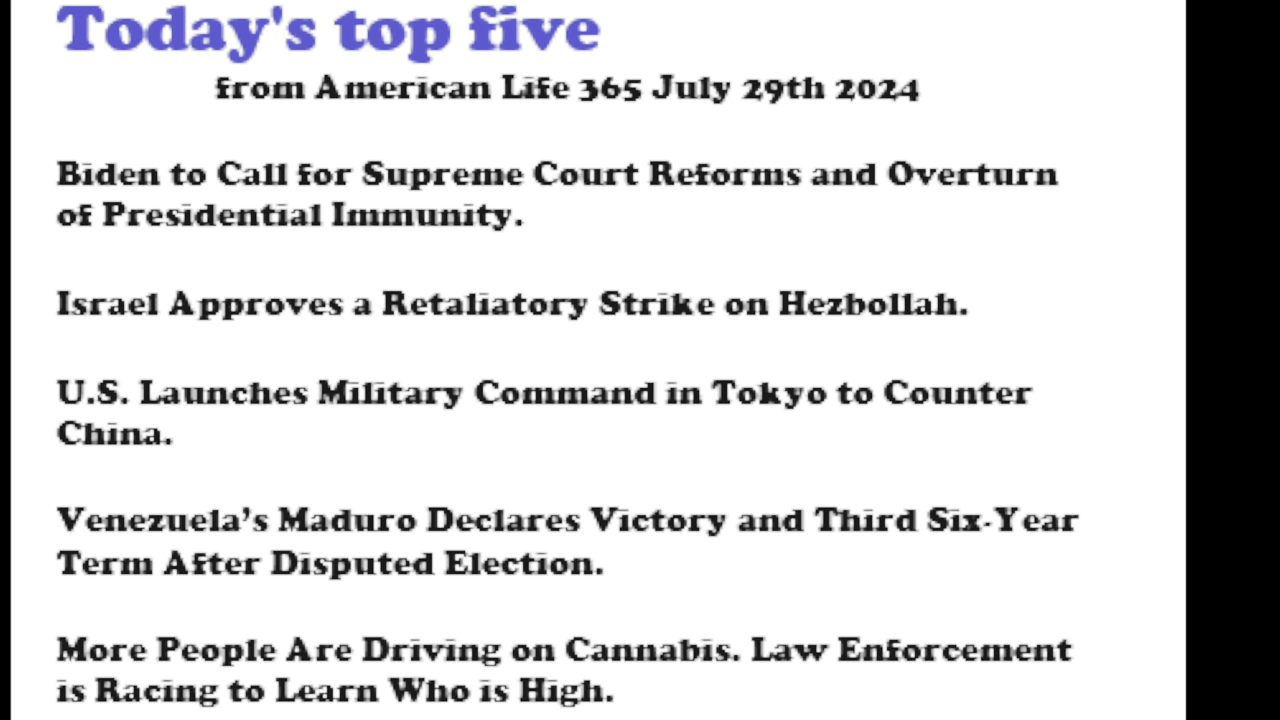 Today's top five
from American Life 365 July 29th 2024
Biden to Call for Supreme Court Reforms and Overturn
of Presidential Immunity.
Israel Approves a Retaliatory Strike on Hezbollah.
U.S. Launches Military Command in Tokyo to Counter
China.
Venezuela’s Maduro Declares Victory and Third Six-Year
Term After Disputed Election.
More People Are Driving on Cannabis. Law Enforcement
is Racing to Learn Who is High.